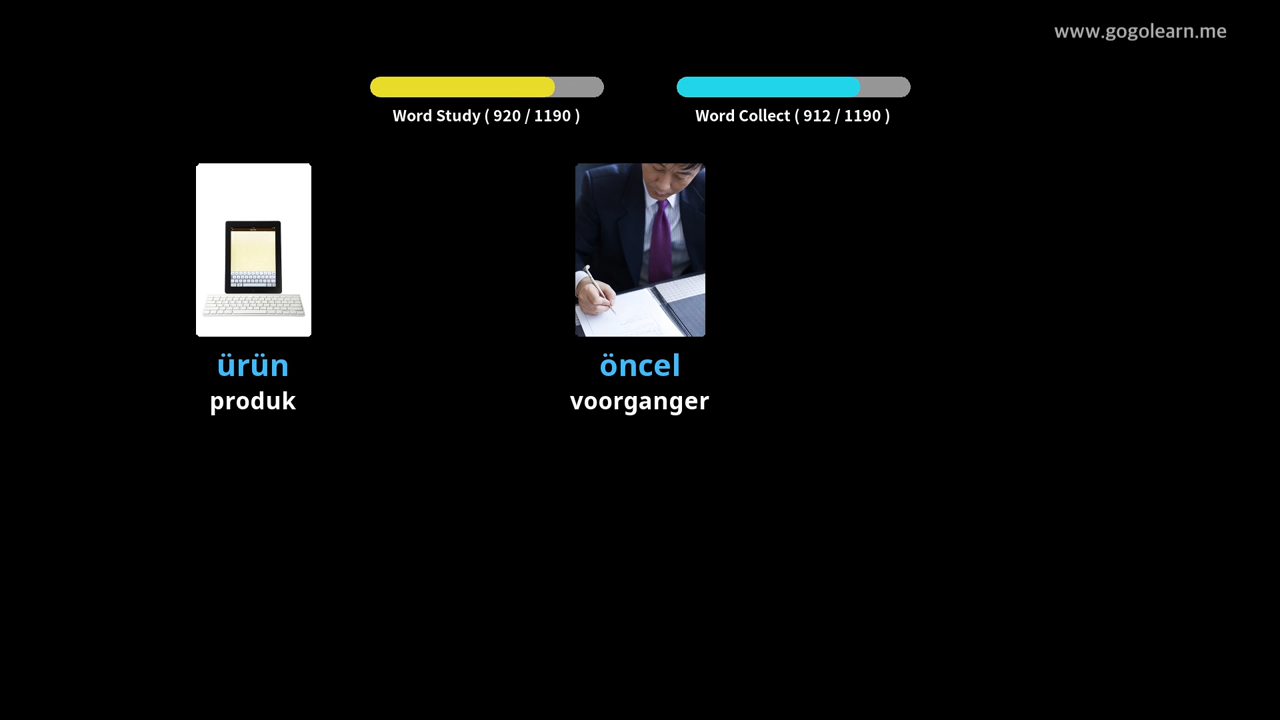 www.gogolearn.me
Word Study ( 920 / 1190 )
Word Collect ( 912 / 1190 )
ürün
produk
öncel
voorganger